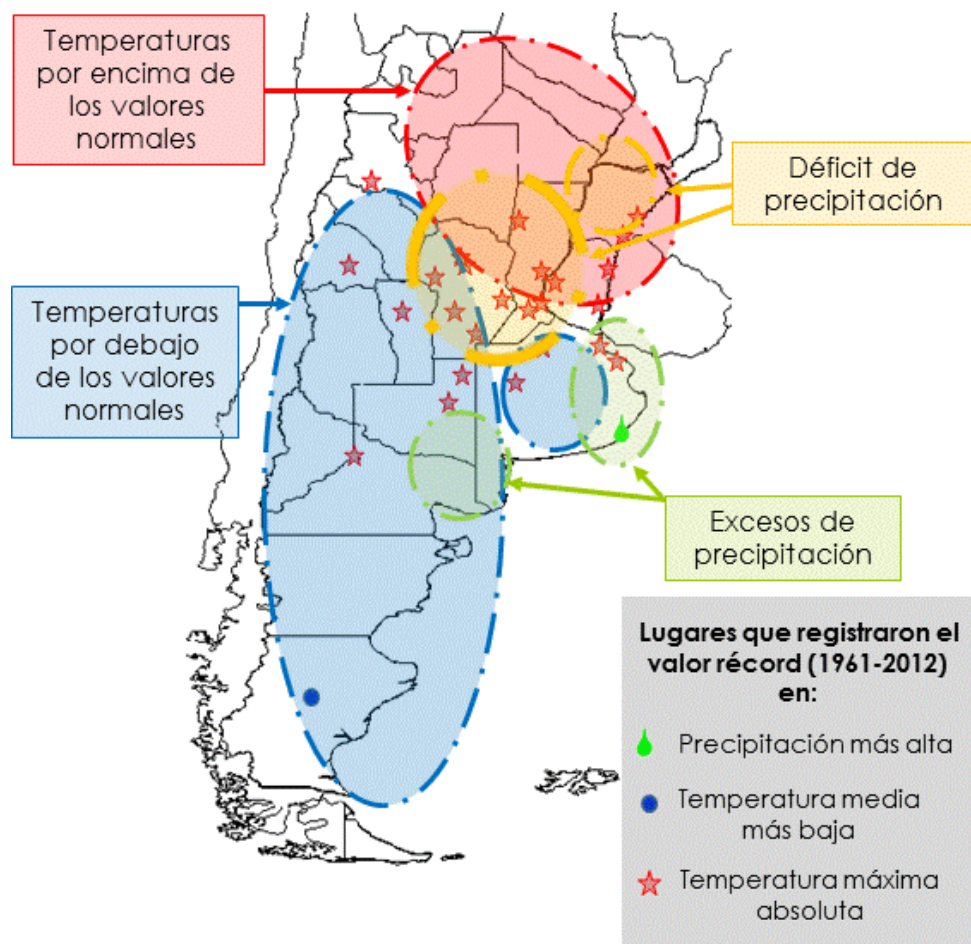 Temperaturas
por encima de
los valores
normales
Déficit de
precipitación
Temperaturas
por debajo
de los valores
normales
Excesos de
precipitación
Lugares que registraron el
valor récord (1961-2012)
en:
Precipitación más alta
Temperatura media
más baja
Temperatura máxima
absoluta